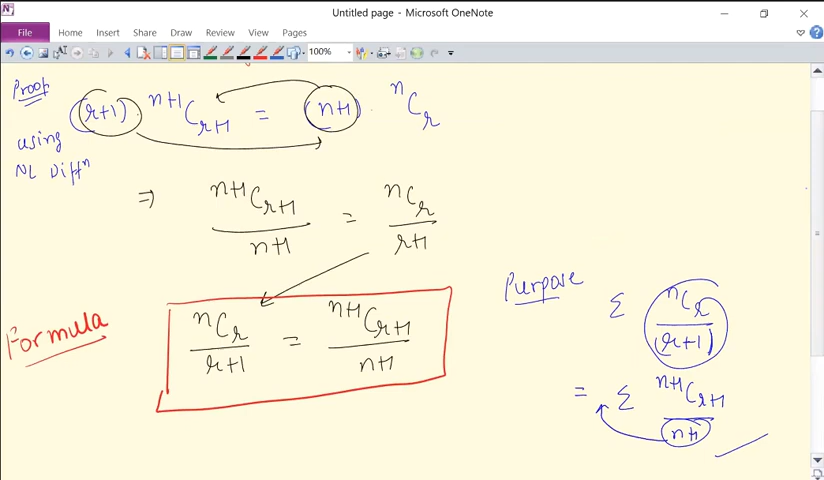 Untitled page - Microsoft OneNote
File Home Insert Share Draw Review View Pages
100%
Proof
(r+1) n+1Cr+1 = (n+1) . nCr
using
NL Diffn
⇒ n+1Cr+1 / n+1 = nCr / r+1
Formula
nCr / r+1 = n+1Cr+1 / n+1
Purpose
Σ nCr / (r+1)
= Σ n+1Cr+1 / n+1